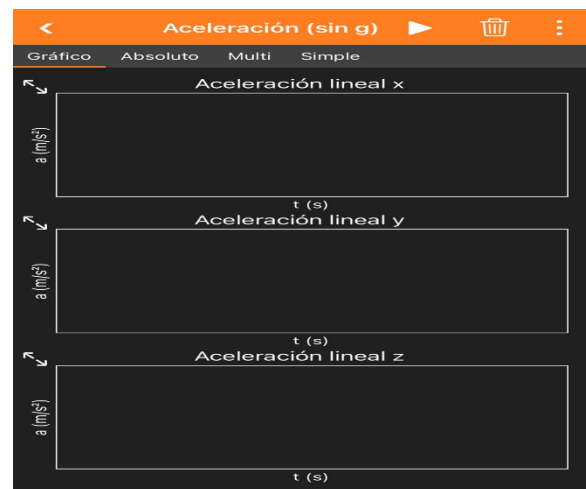 Aceleración (sin g)
Gráfico Absoluto Multi Simple
Aceleración lineal x
a (m/s²)
t (s)
Aceleración lineal y
a (m/s²)
t (s)
Aceleración lineal z
a (m/s²)
t (s)